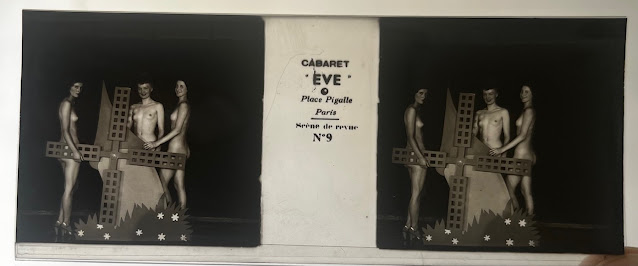 CABARET
"EVE"
Place Pigalle
Paris
Scène de revue
N°9